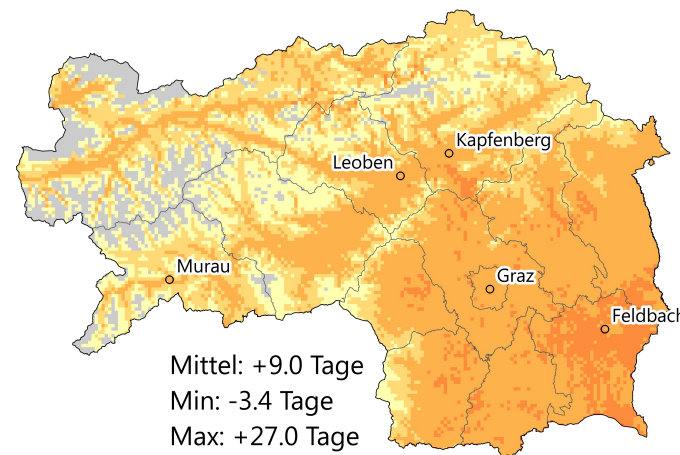 Kapfenberg
Leoben
Murau
Graz
Feldbach
Mittel: +9.0 Tage
Min: -3.4 Tage
Max: +27.0 Tage